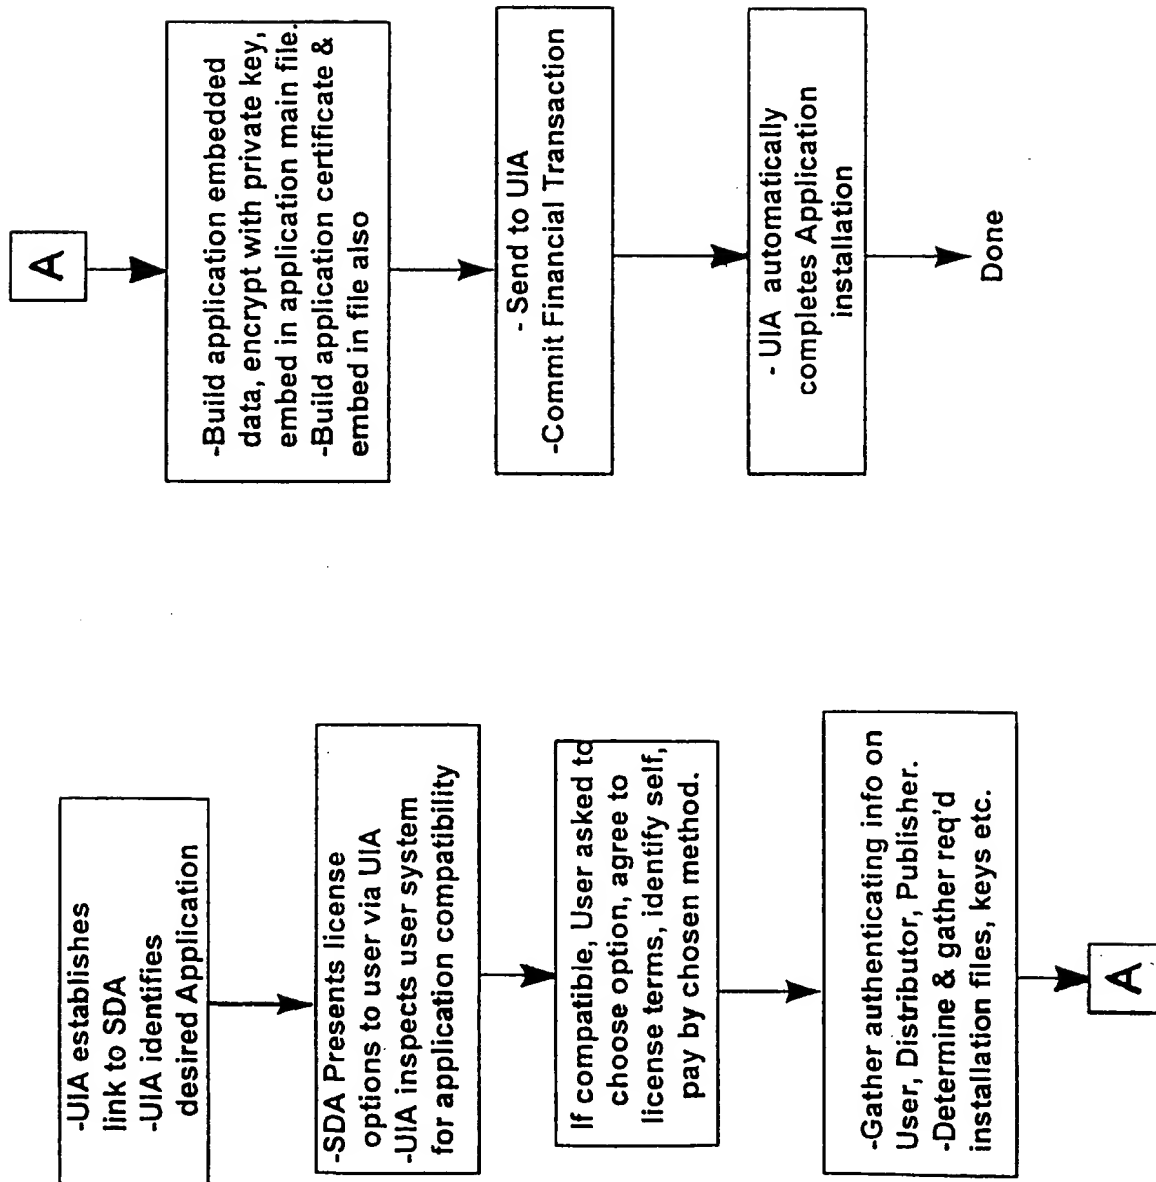 -UIA establishes
link to SDA
-UIA identifies
desired Application
-SDA Presents license
options to user via UIA
-UIA inspects user system
for application compatibility
If compatible, User asked to
choose option, agree to
license terms, identify self,
pay by chosen method.
-Gather authenticating info on
User, Distributor, Publisher.
-Determine & gather req'd
installation files, keys etc.
A
A
-Build application embedded
data, encrypt with private key,
embed in application main file.
-Build application certificate &
embed in file also
- Send to UIA
-Commit Financial Transaction
- UIA automatically
completes Application
installation
Done